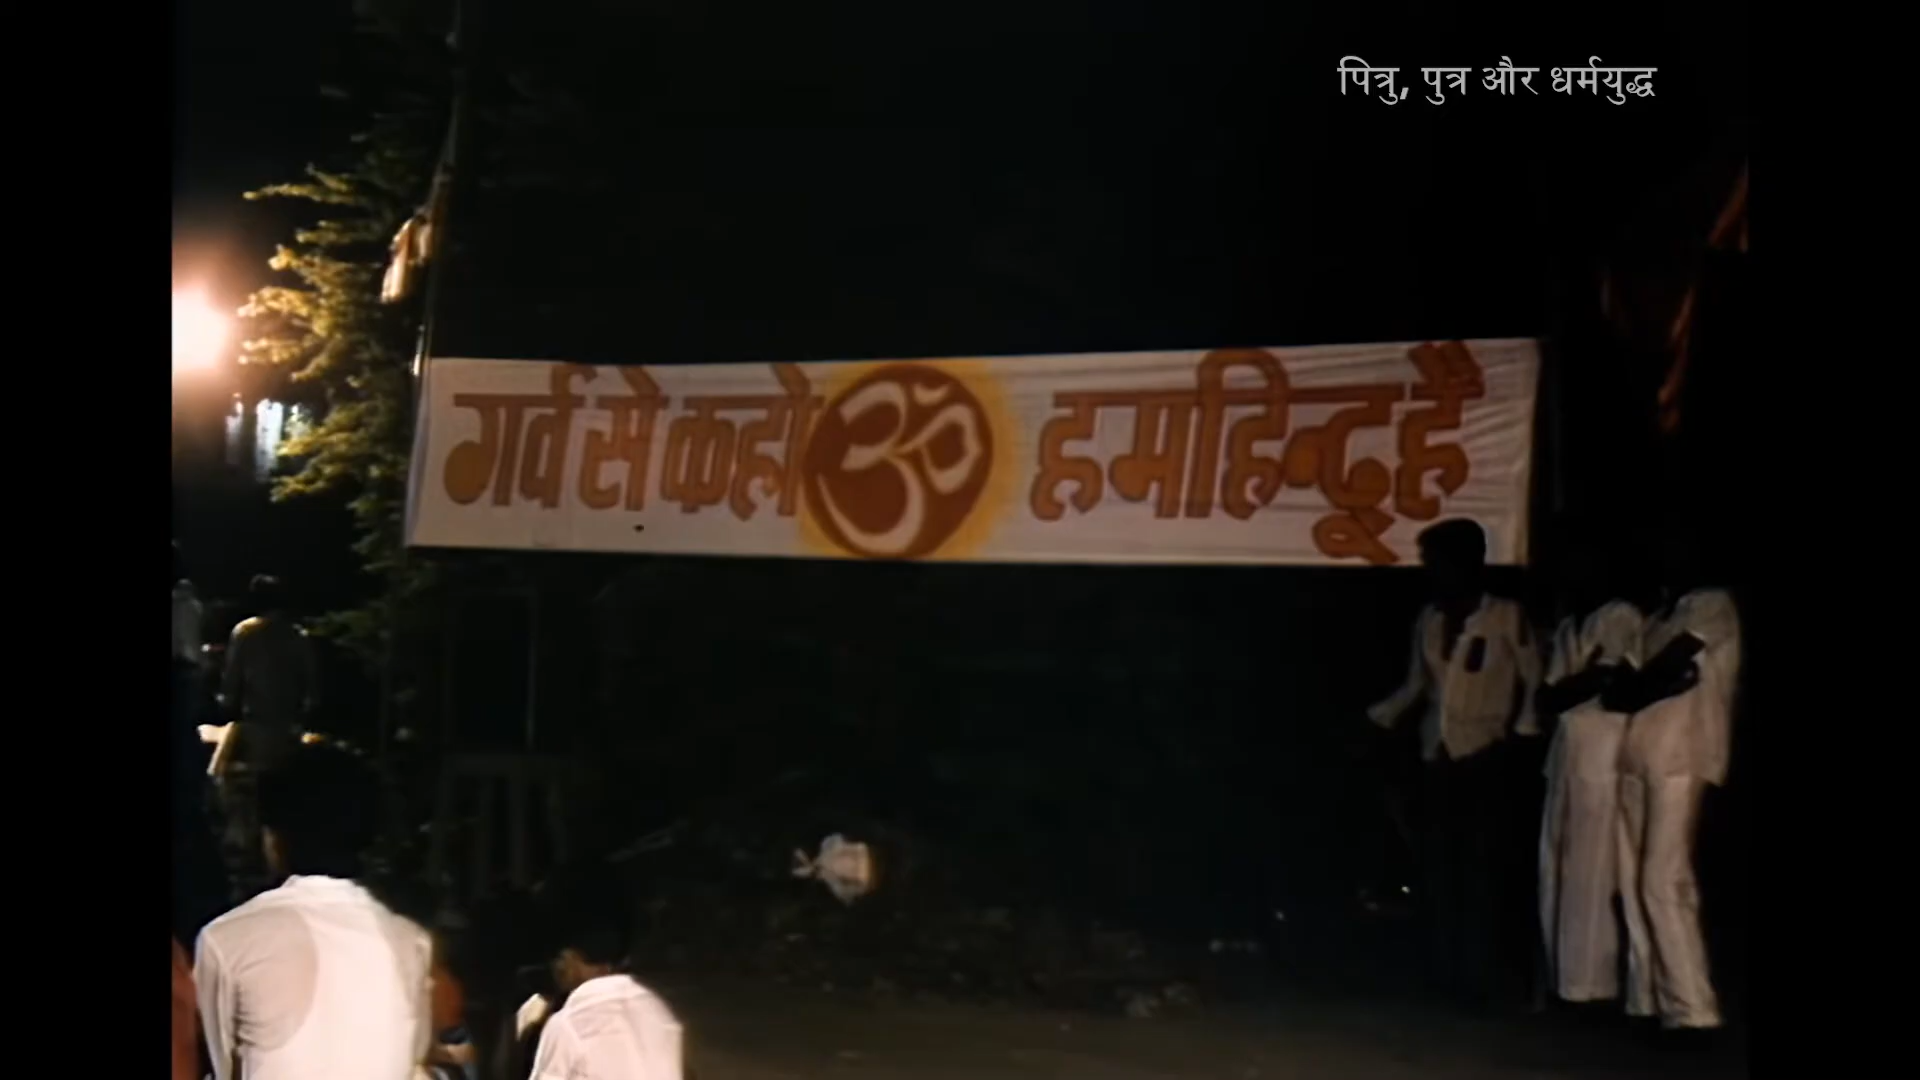 पित्रु, पुत्र और धर्मयुद्ध
गर्व से कहो ॐ हम हिन्दू हैं